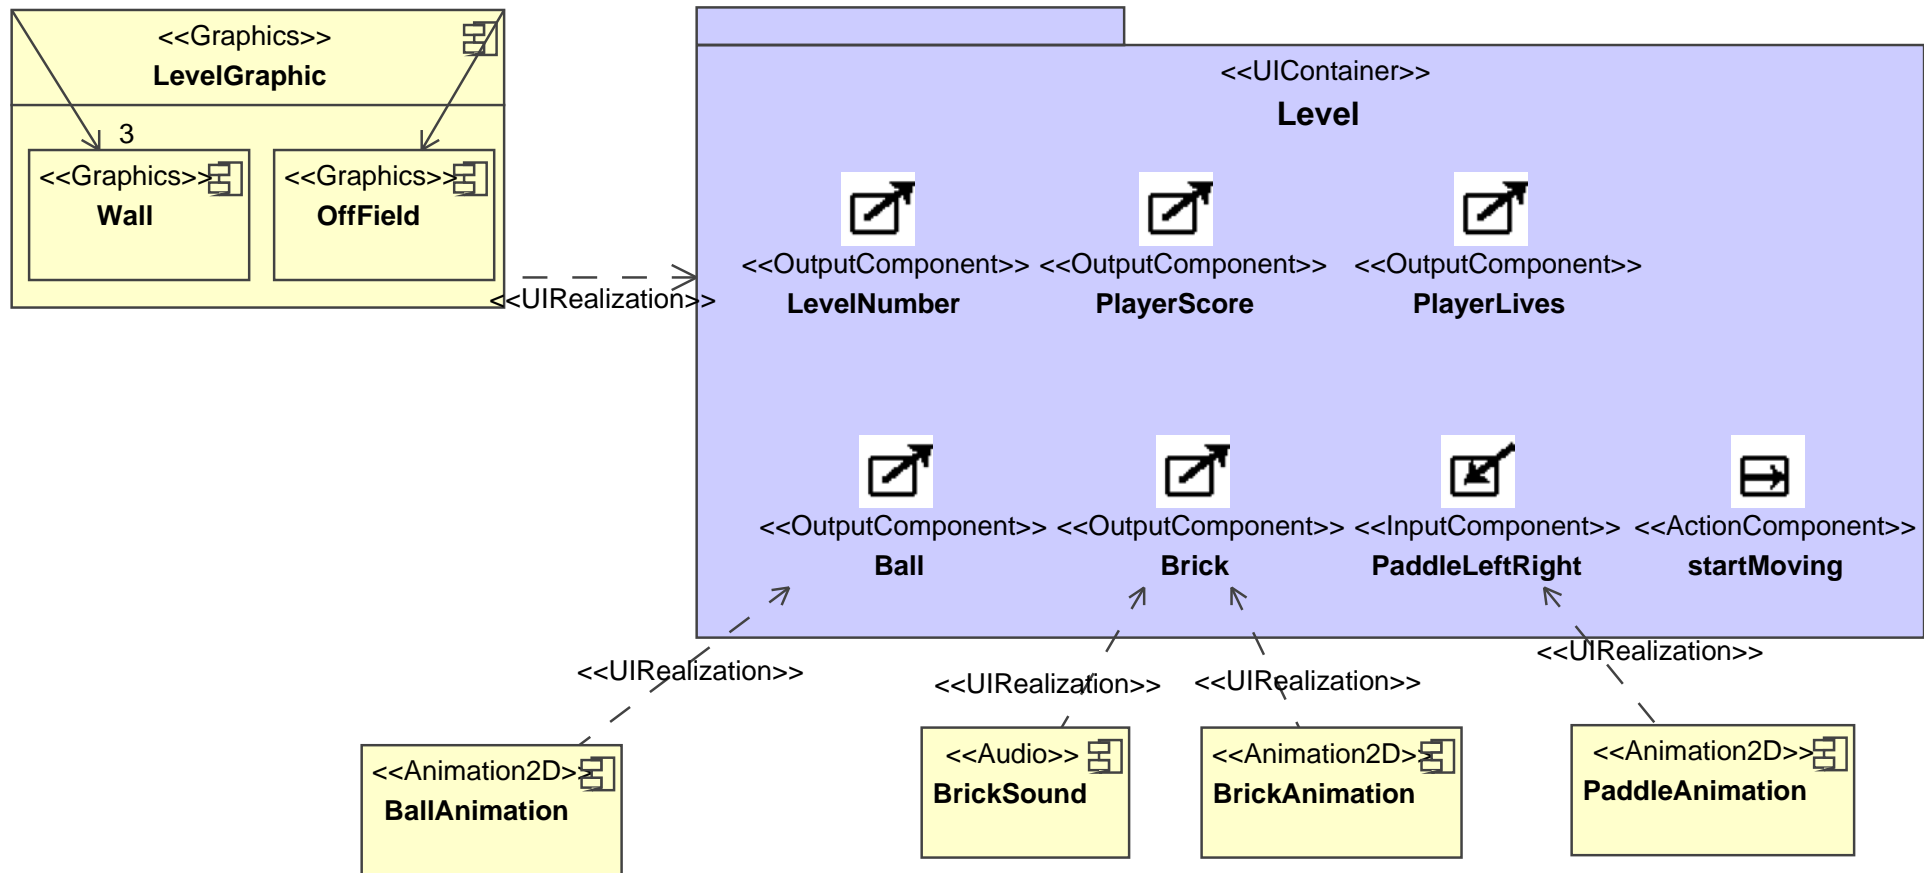 <<Graphics>>
LevelGraphic
3
<<Graphics>>
Wall
<<Graphics>>
OffField
<<UIRealization>>
<<UIContainer>>
Level
<<OutputComponent>>
LevelNumber
<<OutputComponent>>
PlayerScore
<<OutputComponent>>
PlayerLives
<<OutputComponent>>
Ball
<<OutputComponent>>
Brick
<<InputComponent>>
PaddleLeftRight
<<ActionComponent>>
startMoving
<<UIRealization>>
<<UIRealization>>
<<UIRealization>>
<<UIRealization>>
<<Animation2D>>
BallAnimation
<<Audio>>
BrickSound
<<Animation2D>>
BrickAnimation
<<Animation2D>>
PaddleAnimation